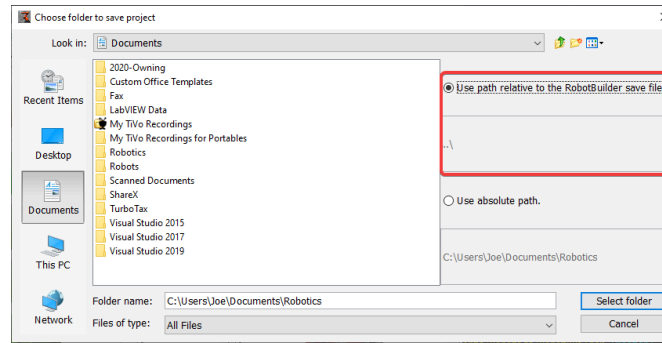 Choose folder to save project
Look in: Documents
Recent Items
Desktop
Documents
This PC
Network
2020-Owning
Custom Office Templates
Fax
LabVIEW Data
My TiVo Recordings
My TiVo Recordings for Portables
Robotics
Robots
Scanned Documents
ShareX
TurboTax
Visual Studio 2015
Visual Studio 2017
Visual Studio 2019
Use path relative to the RobotBuilder save file
..\
Use absolute path.
C:\Users\Joe\Documents\Robotics
Folder name: C:\Users\Joe\Documents\Robotics
Select folder
Files of type: All Files
Cancel